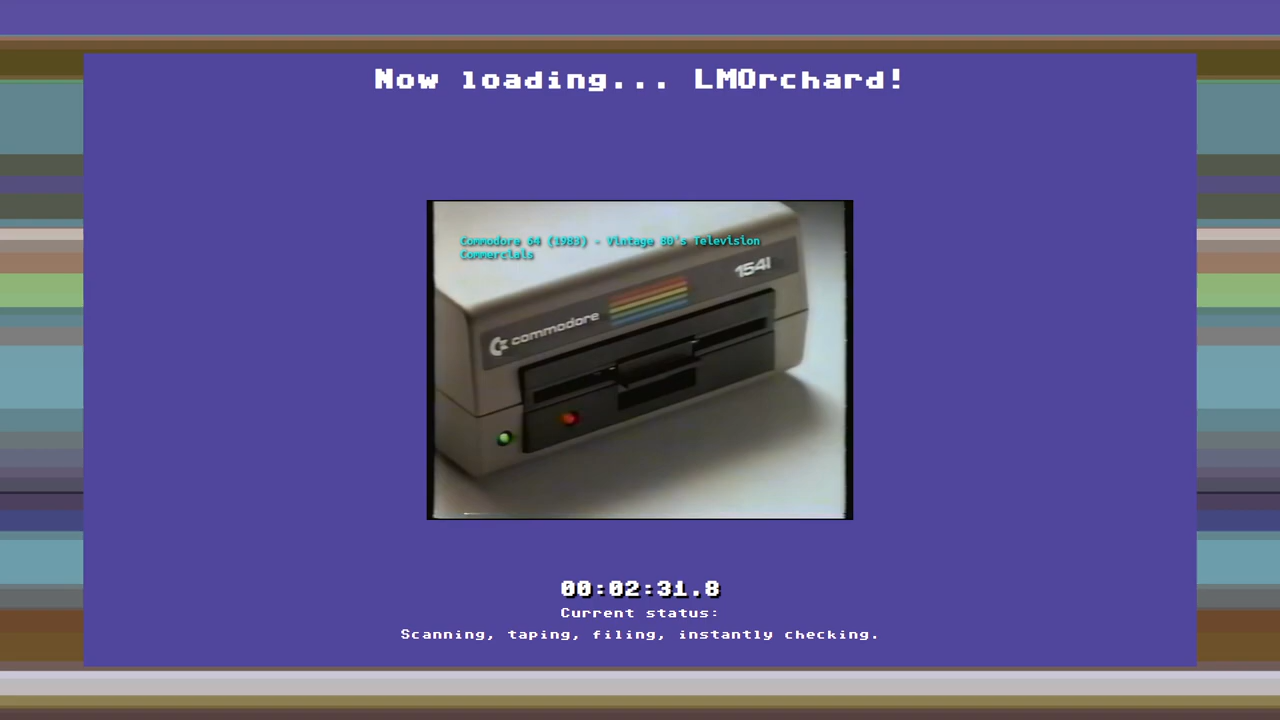 Now loading... LMOrchard!
Commodore 64 (1983) - Vintage 80's Television
Commercials
1541
commodore
00:02:31.8
Current status:
Scanning, taping, filing, instantly checking.